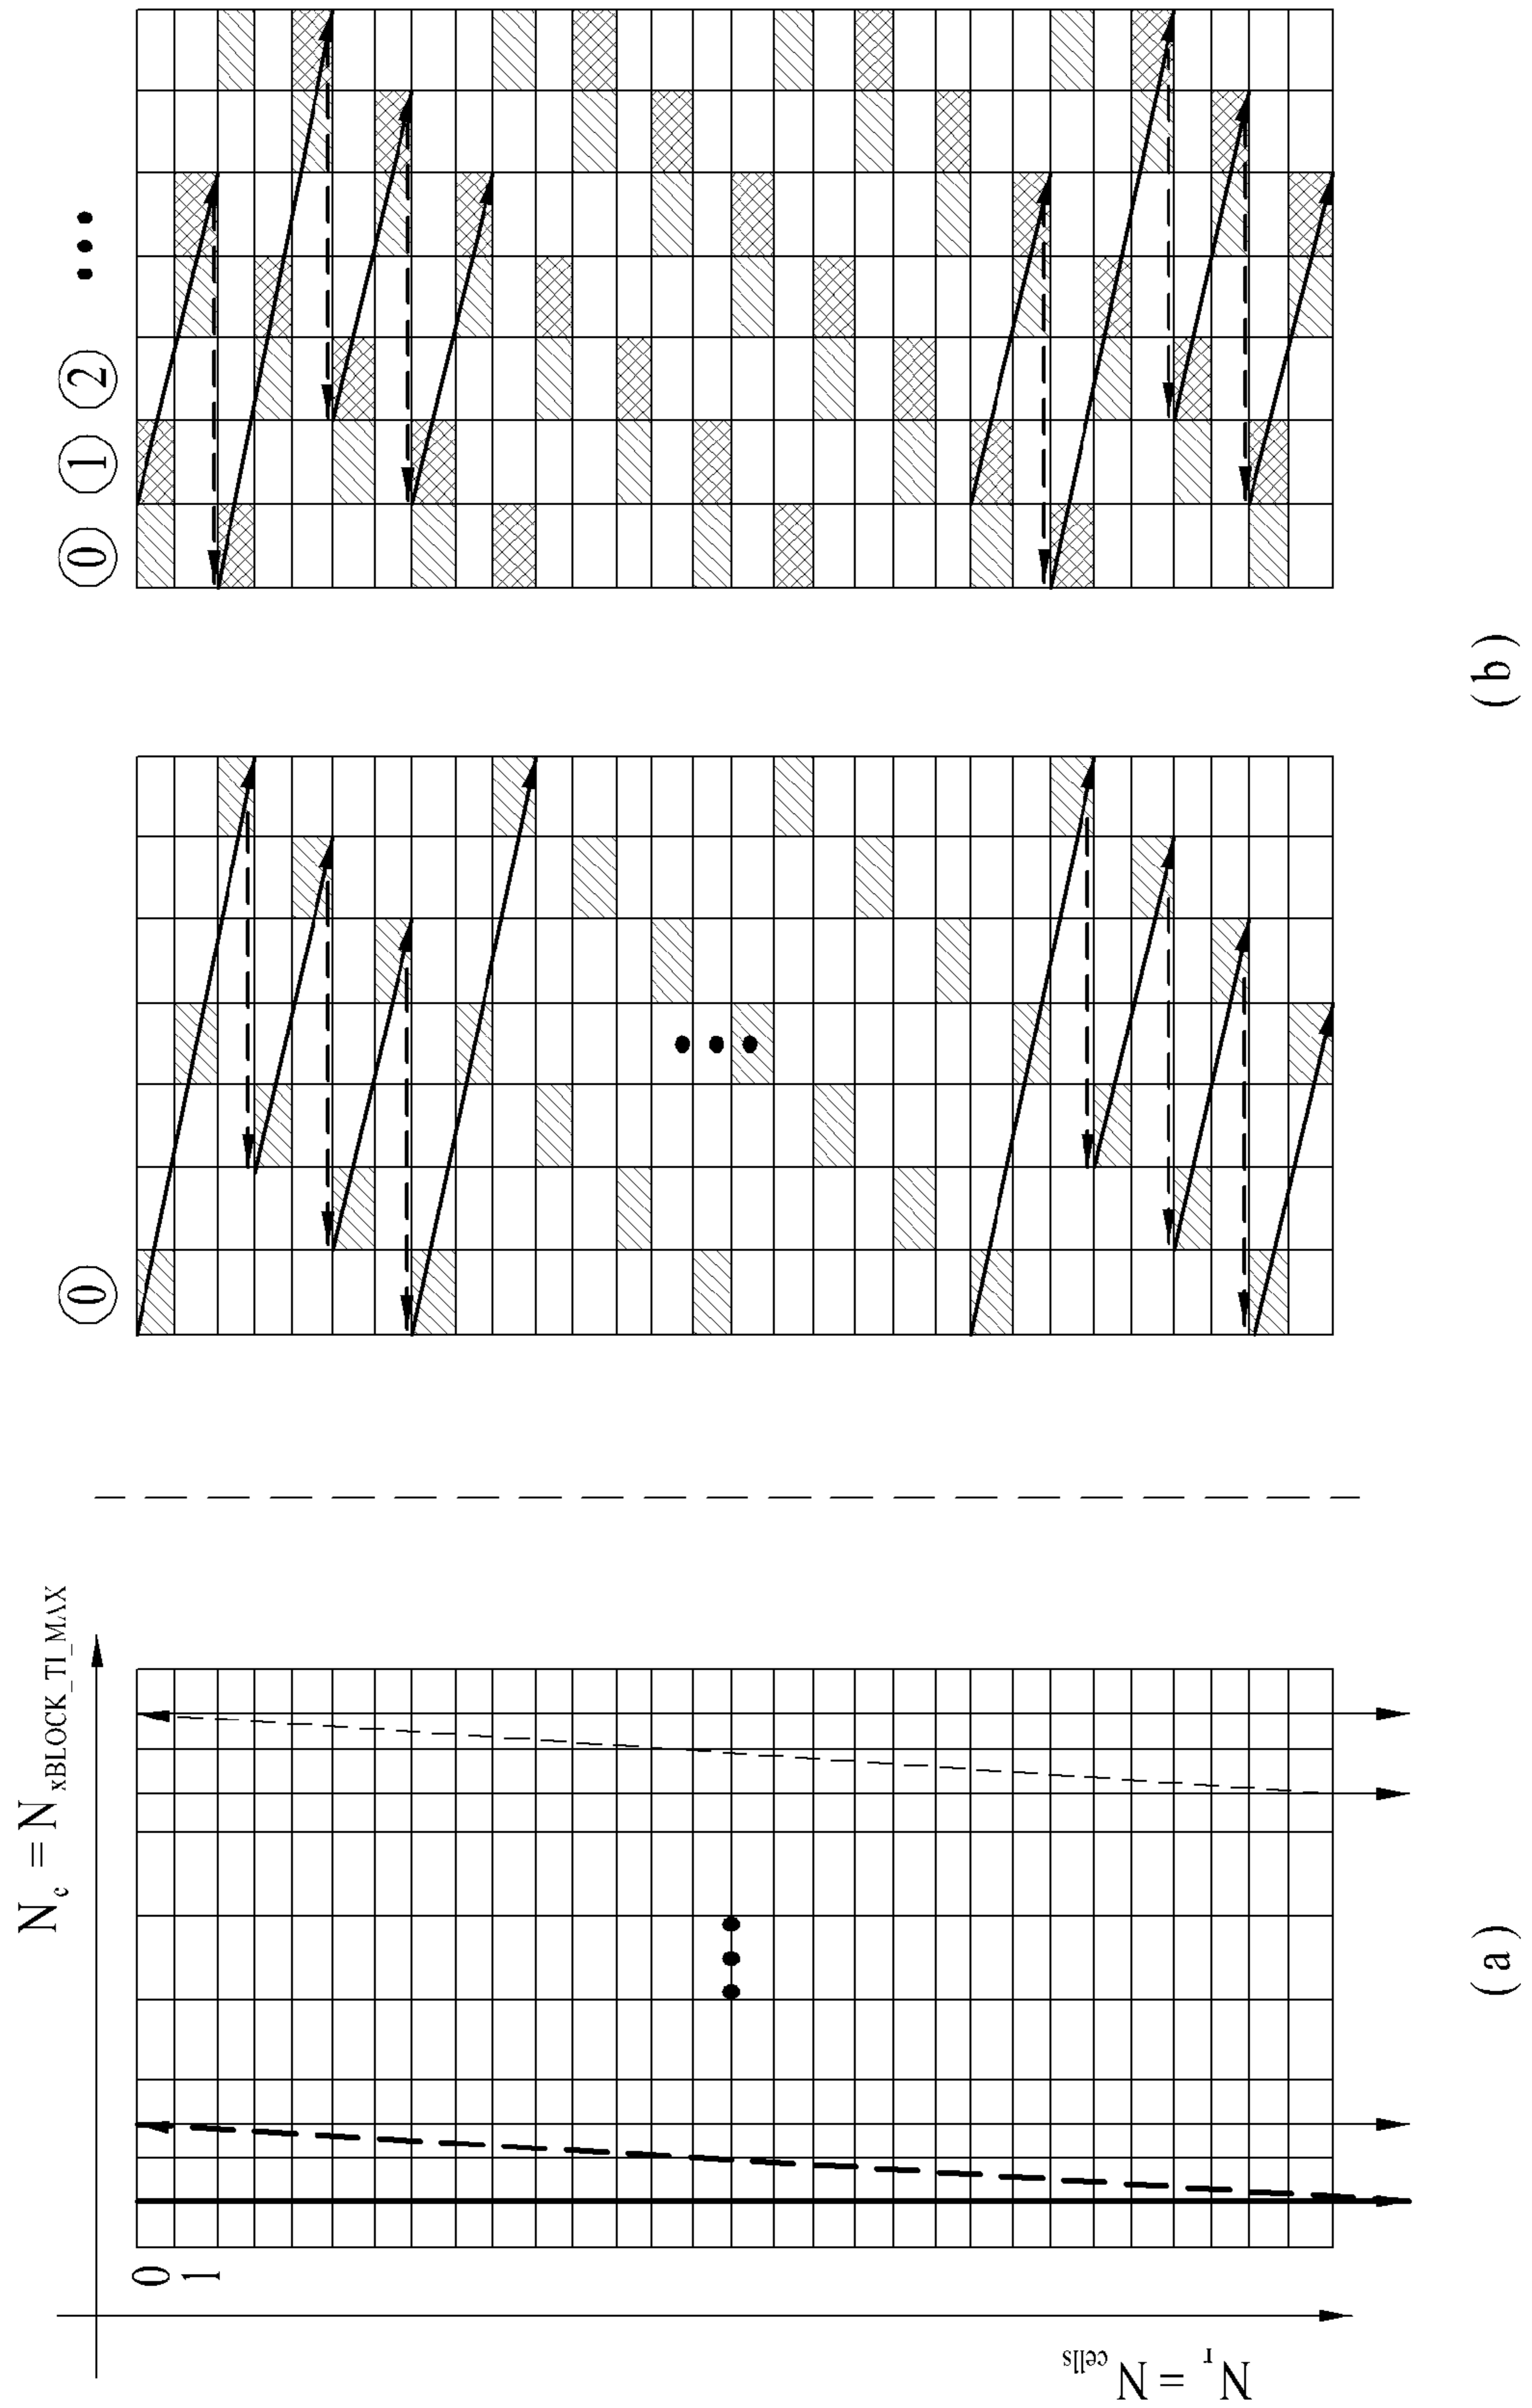 N_c = N_xBLOCK_TI_MAX
0
1
N_r = N_cells
(a)
⓪
⓪ ① ② •••
(b)